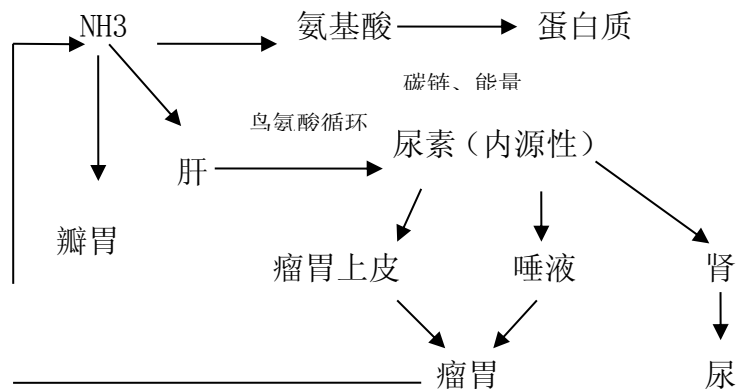 NH3 氨基酸 蛋白质
碳链、能量
鸟氨酸循环
尿素（内源性）
肝
瓣胃
瘤胃上皮 唾液 肾
瘤胃 尿